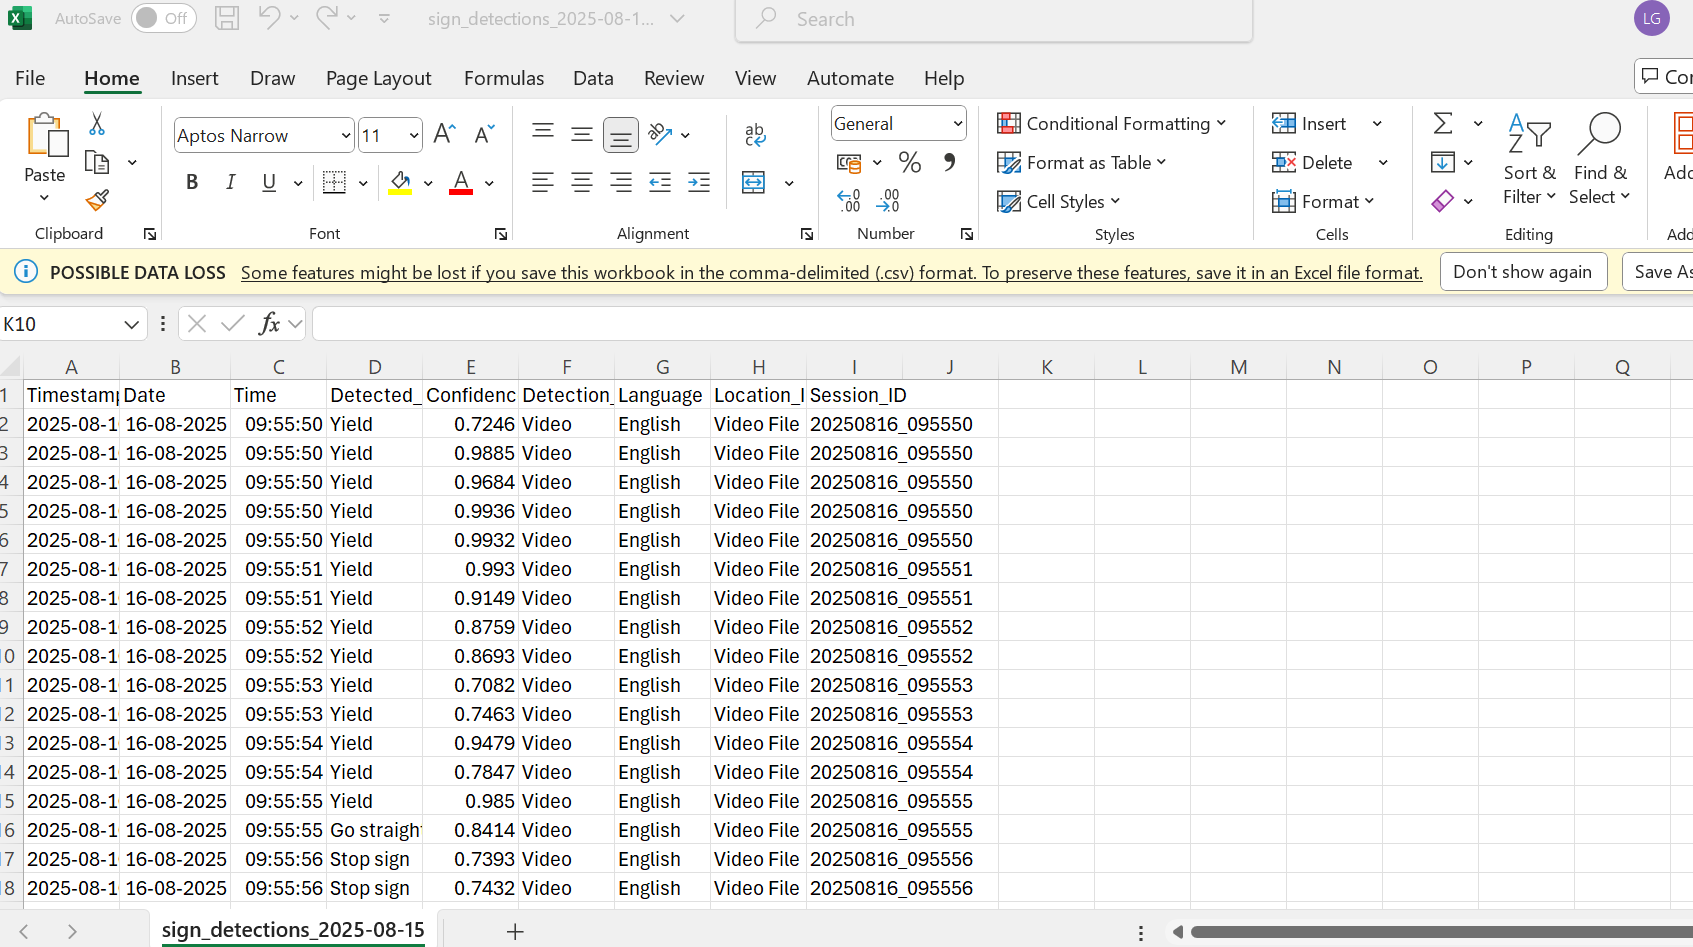 AutoSave Off sign_detections_2025-08-1... Search LG
File Home Insert Draw Page Layout Formulas Data Review View Automate Help Con
Aptos Narrow 11 General Conditional Formatting Insert
Paste Format as Table Delete Sort & Find & Add
B I U Cell Styles Format Filter Select
Clipboard Font Alignment Number Styles Cells Editing Add
POSSIBLE DATA LOSS Some features might be lost if you save this workbook in the comma-delimited (.csv) format. To preserve these features, save it in an Excel file format. Don't show again Save As
K10 fx
A B C D E F G H I J K L M N O P Q
1 Timestamp Date Time Detected_ Confidenc Detection_ Language Location_I Session_ID
2 2025-08-1 16-08-2025 09:55:50 Yield 0.7246 Video English Video File 20250816_095550
3 2025-08-1 16-08-2025 09:55:50 Yield 0.9885 Video English Video File 20250816_095550
4 2025-08-1 16-08-2025 09:55:50 Yield 0.9684 Video English Video File 20250816_095550
5 2025-08-1 16-08-2025 09:55:50 Yield 0.9936 Video English Video File 20250816_095550
6 2025-08-1 16-08-2025 09:55:50 Yield 0.9932 Video English Video File 20250816_095550
7 2025-08-1 16-08-2025 09:55:51 Yield 0.993 Video English Video File 20250816_095551
8 2025-08-1 16-08-2025 09:55:51 Yield 0.9149 Video English Video File 20250816_095551
9 2025-08-1 16-08-2025 09:55:52 Yield 0.8759 Video English Video File 20250816_095552
10 2025-08-1 16-08-2025 09:55:52 Yield 0.8693 Video English Video File 20250816_095552
11 2025-08-1 16-08-2025 09:55:53 Yield 0.7082 Video English Video File 20250816_095553
12 2025-08-1 16-08-2025 09:55:53 Yield 0.7463 Video English Video File 20250816_095553
13 2025-08-1 16-08-2025 09:55:54 Yield 0.9479 Video English Video File 20250816_095554
14 2025-08-1 16-08-2025 09:55:54 Yield 0.7847 Video English Video File 20250816_095554
15 2025-08-1 16-08-2025 09:55:55 Yield 0.985 Video English Video File 20250816_095555
16 2025-08-1 16-08-2025 09:55:55 Go straight 0.8414 Video English Video File 20250816_095555
17 2025-08-1 16-08-2025 09:55:56 Stop sign 0.7393 Video English Video File 20250816_095556
18 2025-08-1 16-08-2025 09:55:56 Stop sign 0.7432 Video English Video File 20250816_095556
sign_detections_2025-08-15